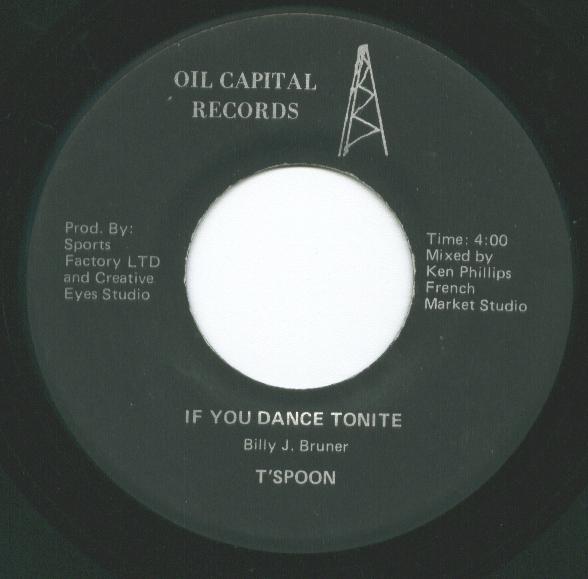 OIL CAPITAL
RECORDS
Prod. By:
Sports
Factory LTD
and Creative
Eyes Studio
Time: 4:00
Mixed by
Ken Phillips
French
Market Studio
IF YOU DANCE TONITE
Billy J. Bruner
T'SPOON